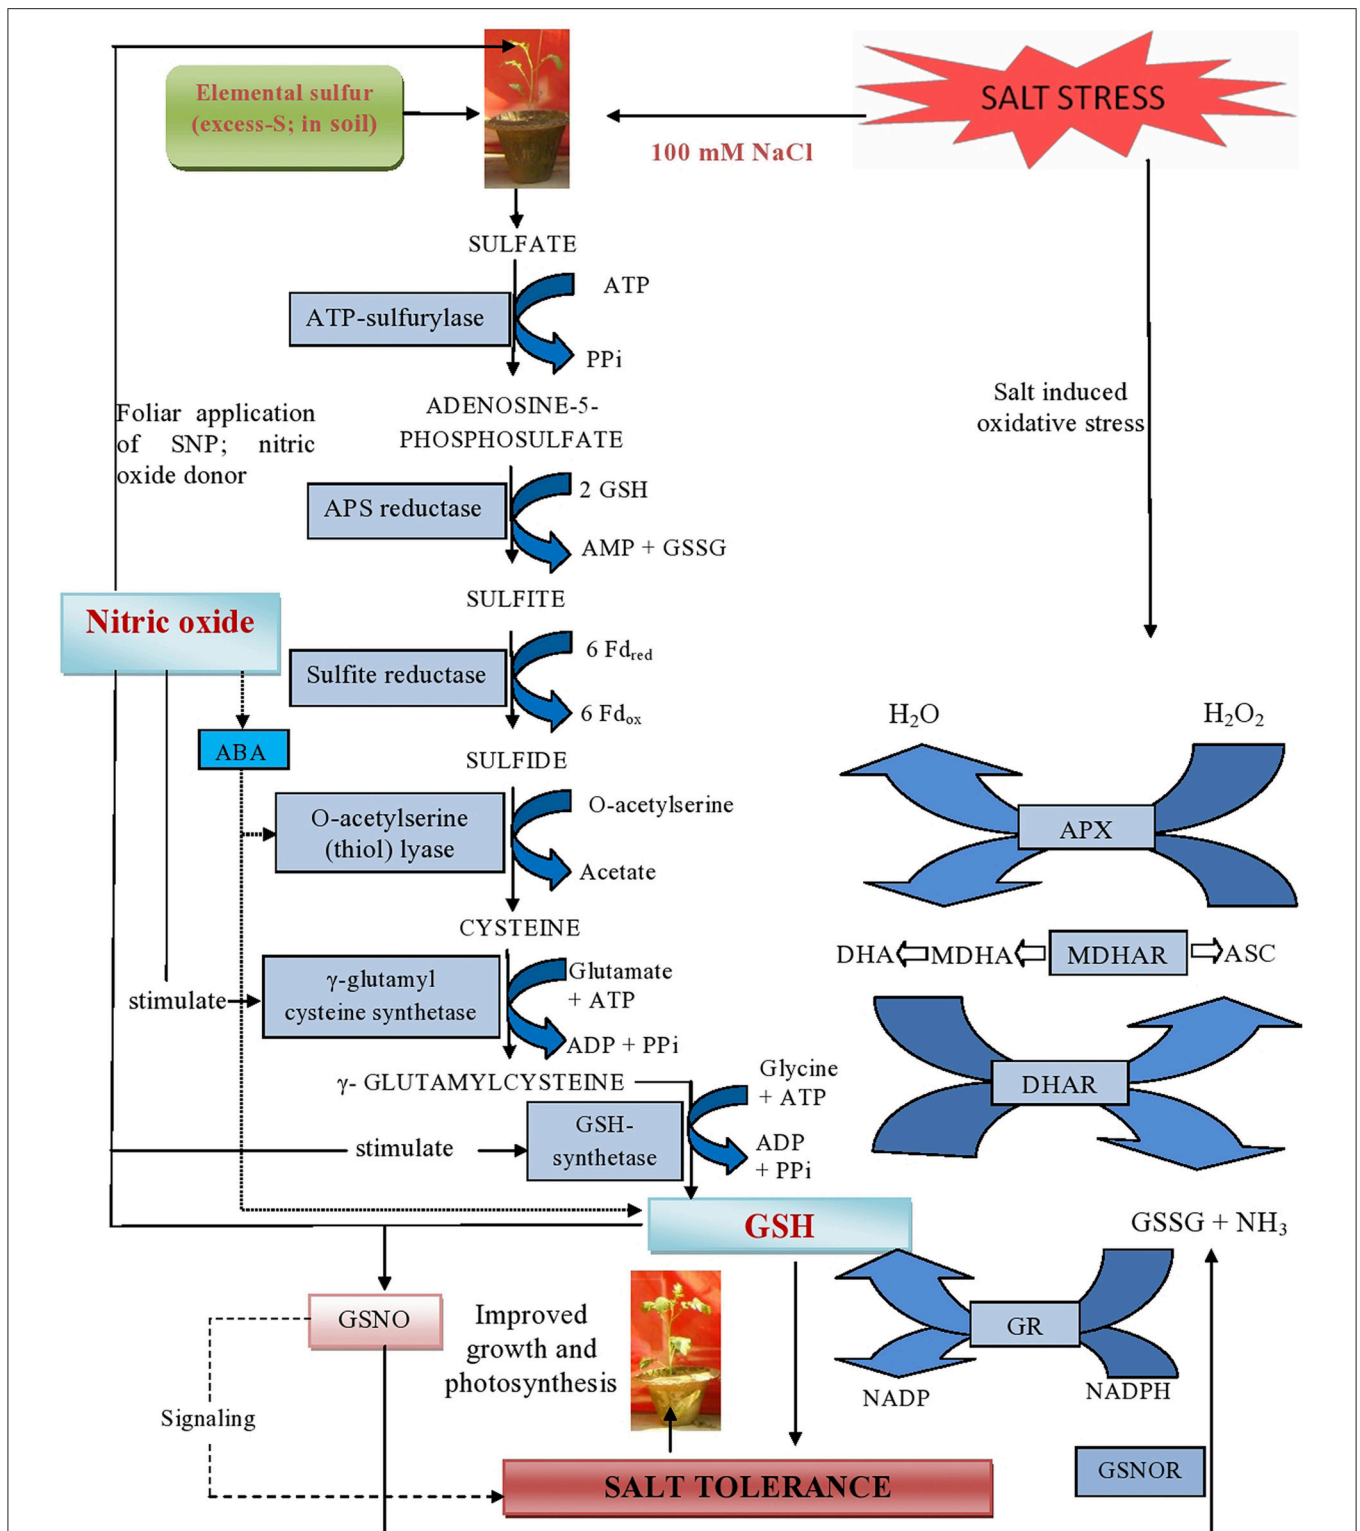 Elemental sulfur
(excess-S; in soil)
SALT STRESS
100 mM NaCl
SULFATE
ATP
ATP-sulfurylase
PPi
Salt induced
oxidative stress
ADENOSINE-5-
PHOSPHOSULFATE
Foliar application
of SNP; nitric
oxide donor
2 GSH
APS reductase
AMP + GSSG
SULFITE
Nitric oxide
6 Fdred
Sulfite reductase
6 Fdox
H2O
H2O2
ABA
SULFIDE
O-acetylserine
O-acetylserine
(thiol) lyase
Acetate
APX
CYSTEINE
DHA
MDHA
MDHAR
ASC
Glutamate
+ ATP
γ-glutamyl
cysteine synthetase
stimulate
ADP + PPi
γ- GLUTAMYLCYSTEINE
Glycine
+ ATP
DHAR
GSH-
synthetase
stimulate
ADP
+ PPi
GSH
GSSG + NH3
GSNO
Improved
growth and
photosynthesis
GR
NADP
NADPH
Signaling
GSNOR
SALT TOLERANCE